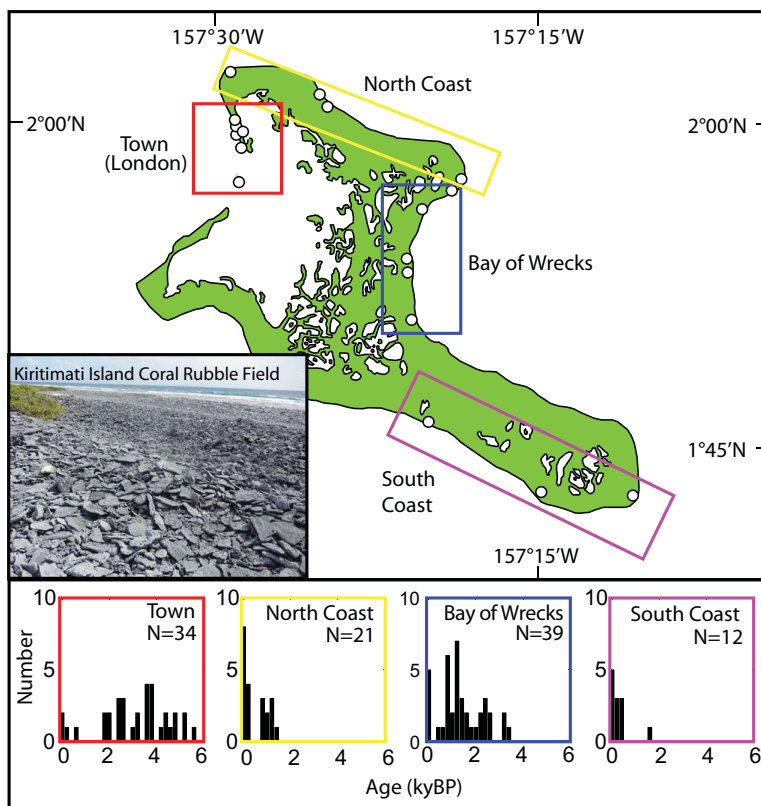 157°30′W
157°15′W
North Coast
2°00′N
2°00′N
Town
(London)
Bay of Wrecks
Kiritimati Island Coral Rubble Field
South
Coast
1°45′N
157°15′W
10
10
10
10
Town
N=34
North Coast
N=21
Bay of Wrecks
N=39
South Coast
N=12
Number
5
5
5
5
0
0
0
0
0 2 4 6
0 2 4 6
0 2 4 6
0 2 4 6
Age (kyBP)